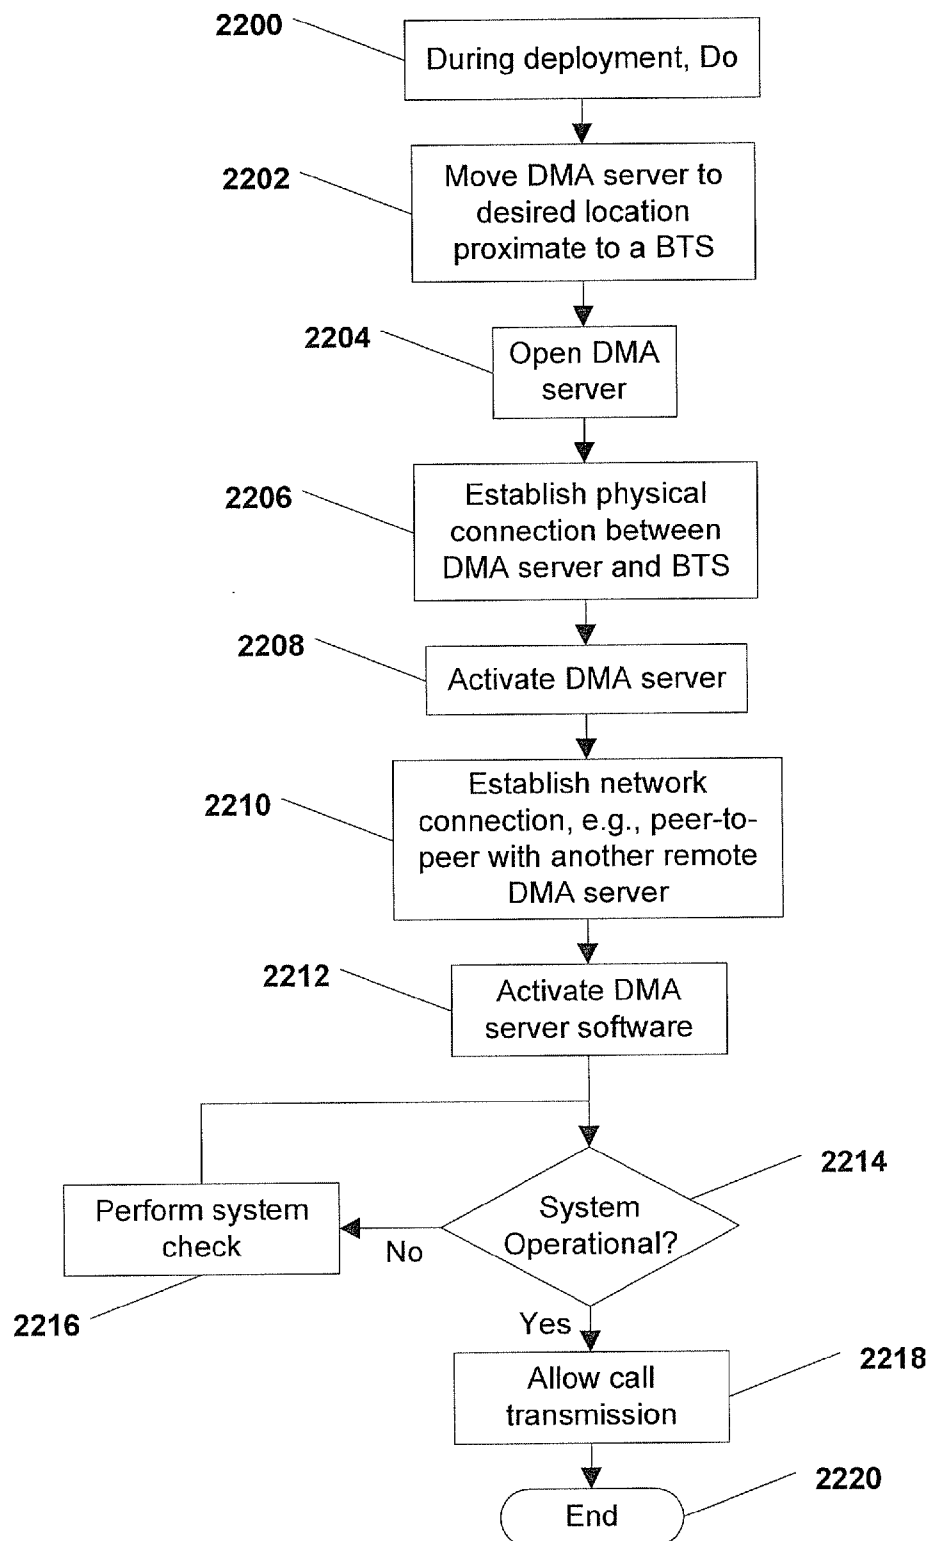 2200
During deployment, Do
2202
Move DMA server to
desired location
proximate to a BTS
2204
Open DMA
server
2206
Establish physical
connection between
DMA server and BTS
2208
Activate DMA server
2210
Establish network
connection, e.g., peer-to-
peer with another remote
DMA server
2212
Activate DMA
server software
2214
System
Operational?
Perform system
check
No
2216
Yes
2218
Allow call
transmission
2220
End